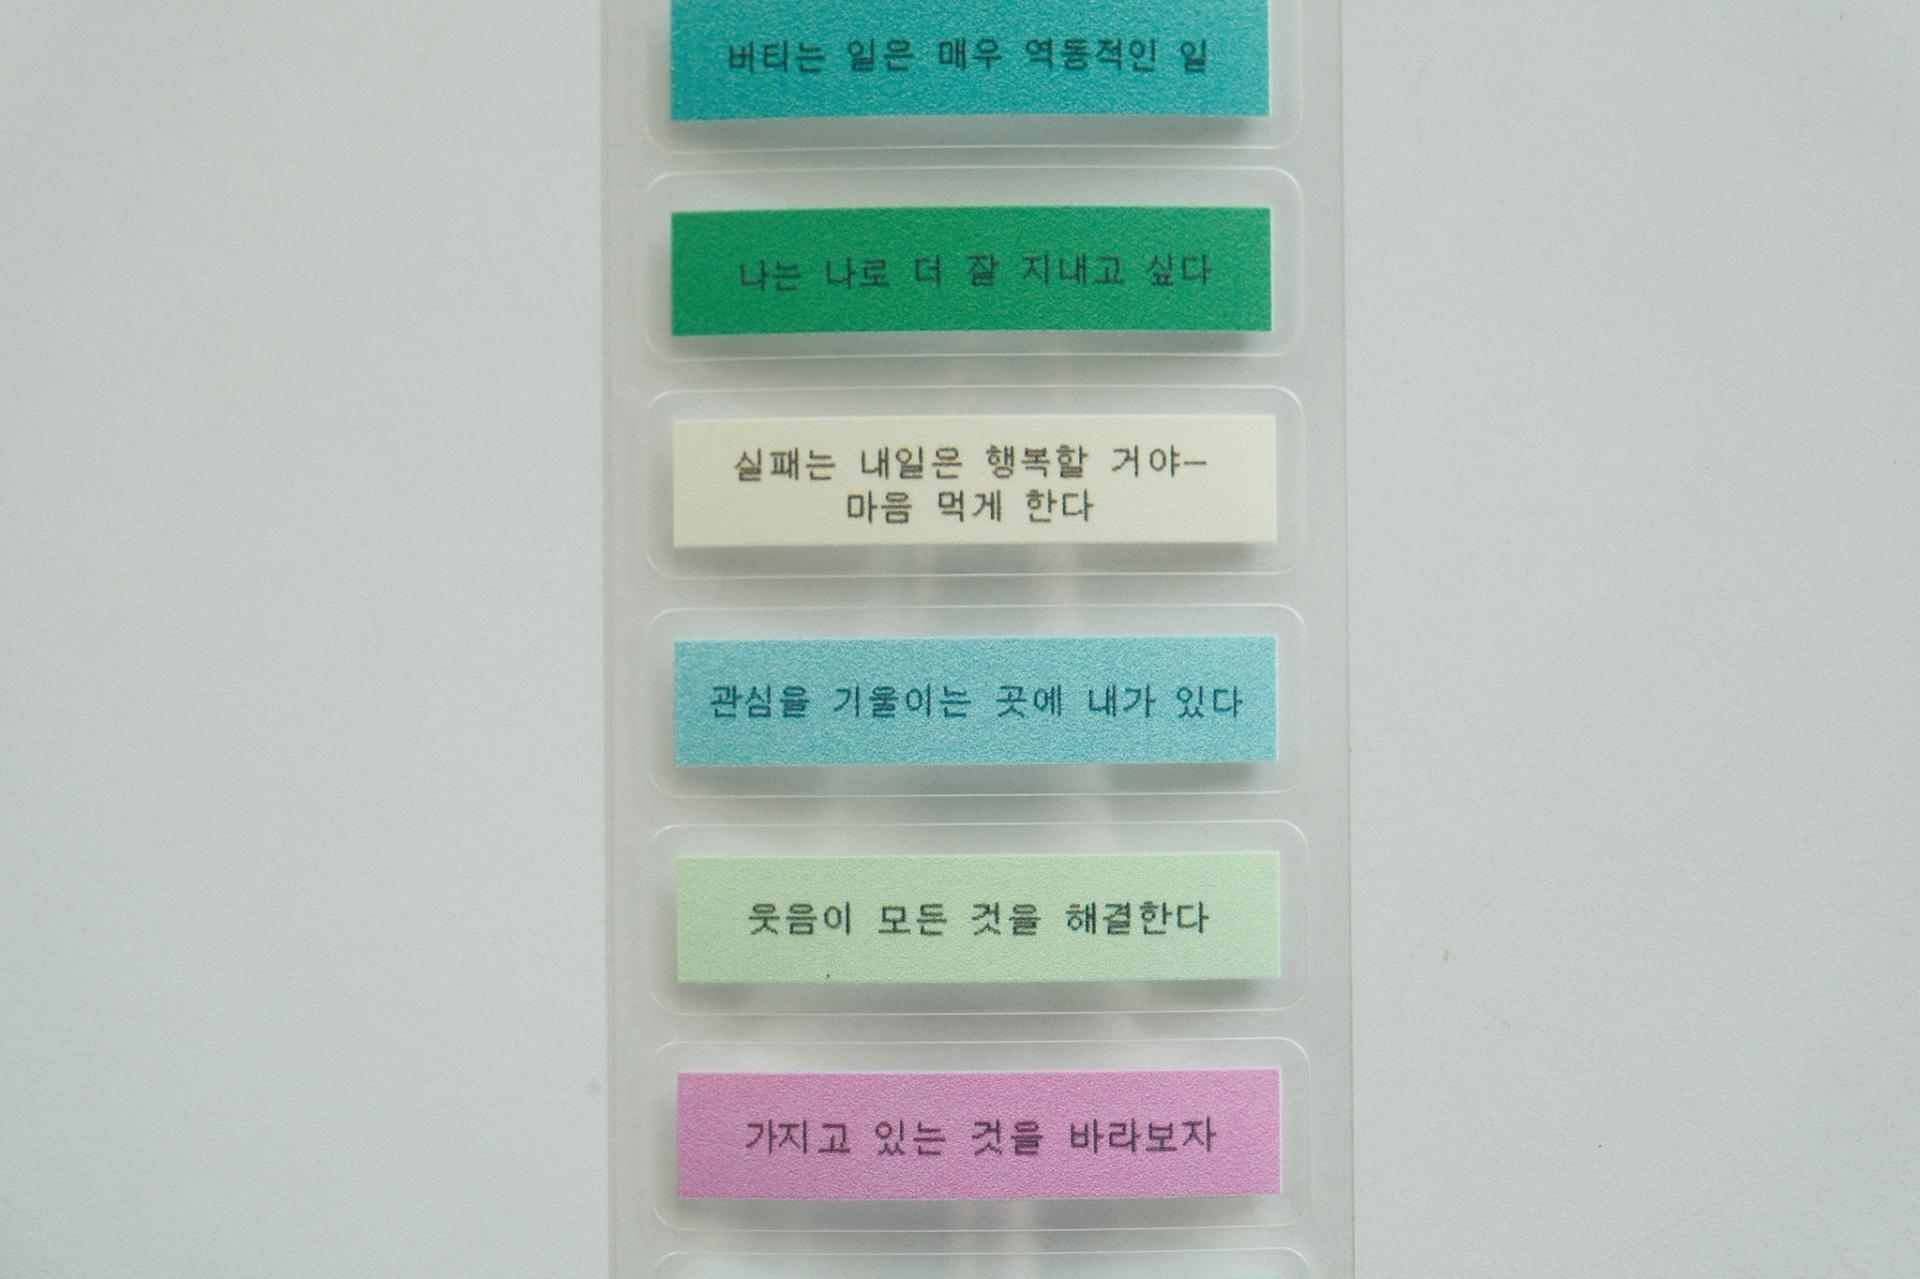 버티는 일은 매우 역동적인 일
나는 나로 더 잘 지내고 싶다
실패는 내일은 행복할 거야—
마음 먹게 한다
관심을 기울이는 곳에 내가 있다
웃음이 모든 것을 해결한다
가지고 있는 것을 바라보자